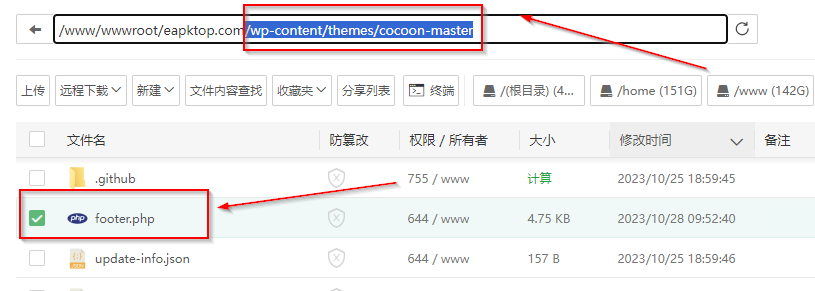 /www/wwwroot/eapktop.com/wp-content/themes/cocoon-master
上传 远程下载 新建 文件内容查找 收藏夹 分享列表 终端 /(根目录) (4... /home (151G) /www (142G)
文件名 防篡改 权限 / 所有者 大小 修改时间 备注
.github 755 / www 计算 2023/10/25 18:59:45
php footer.php 644 / www 4.75 KB 2023/10/28 09:52:40
update-info.json 644 / www 157 B 2023/10/25 18:59:46